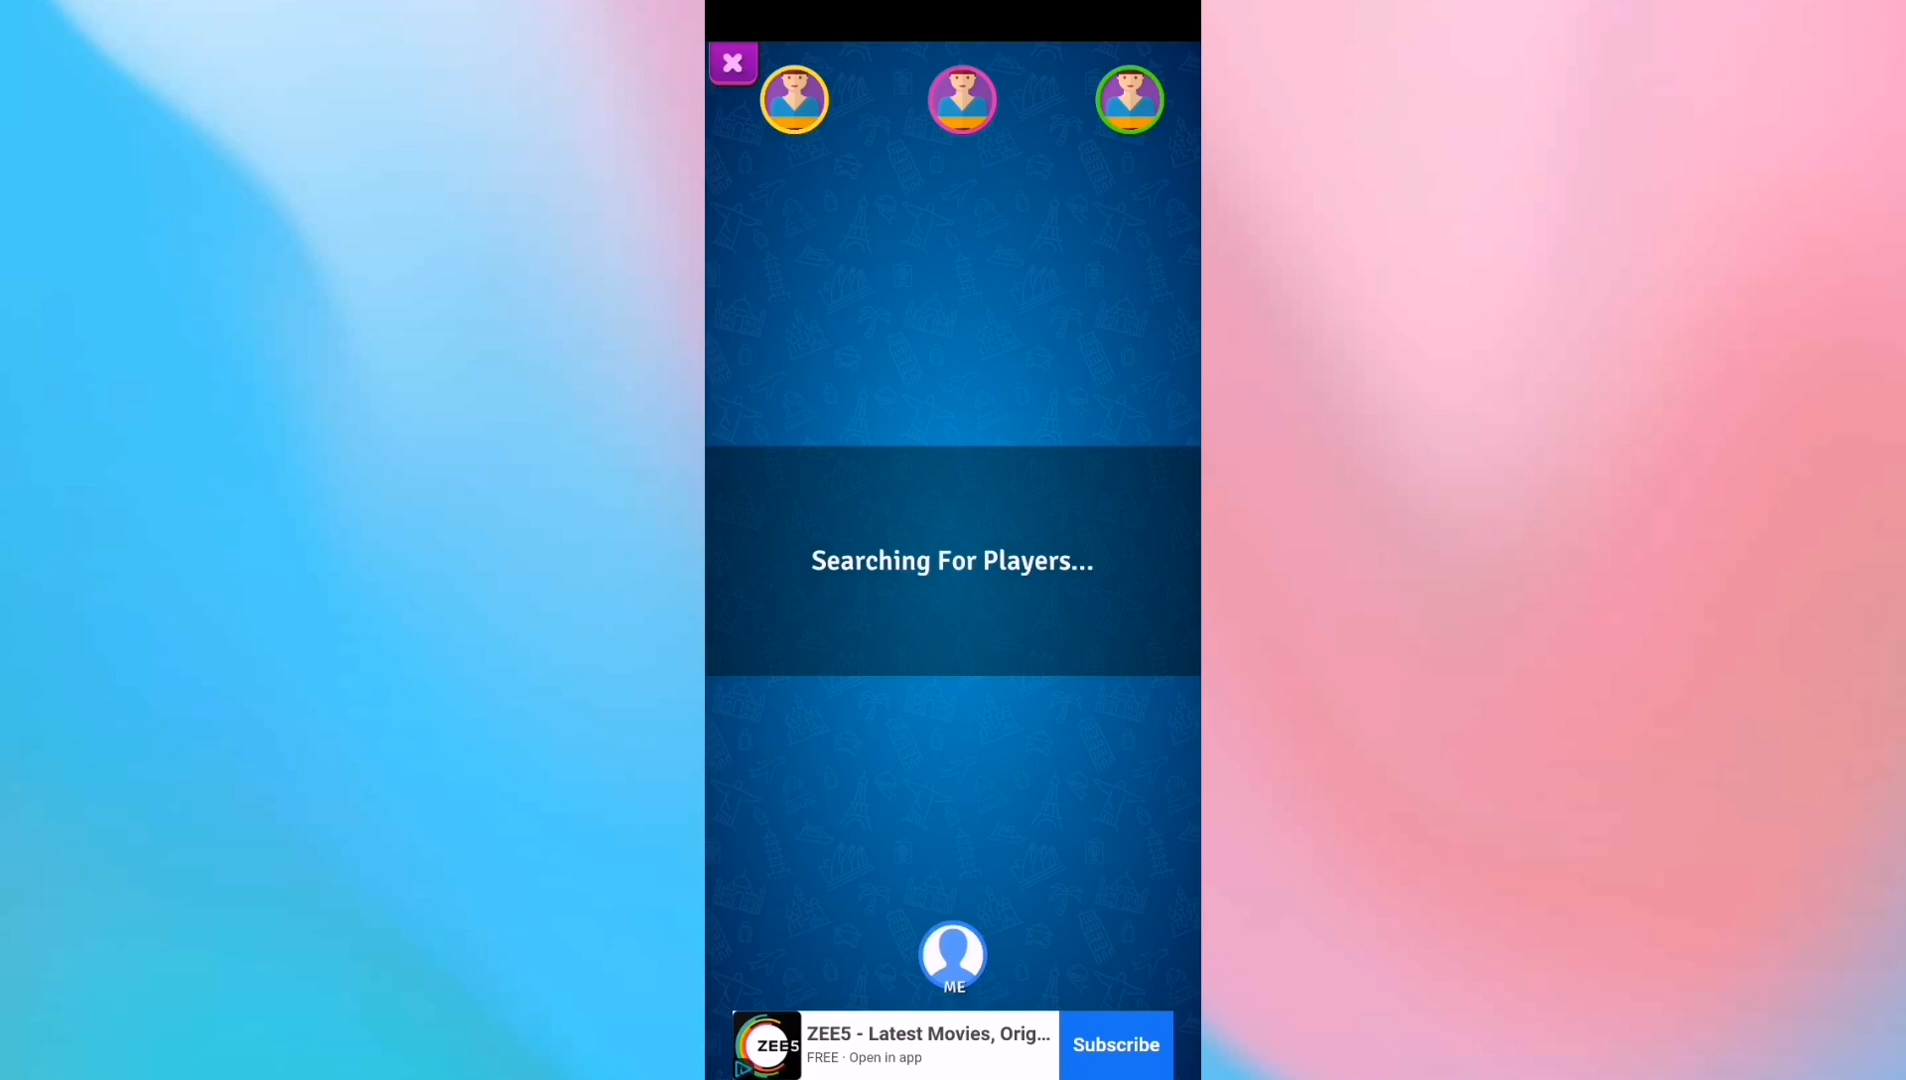 Searching For Players...
ME
ZEE5
ZEE5 - Latest Movies, Orig...
FREE · Open in app
Subscribe